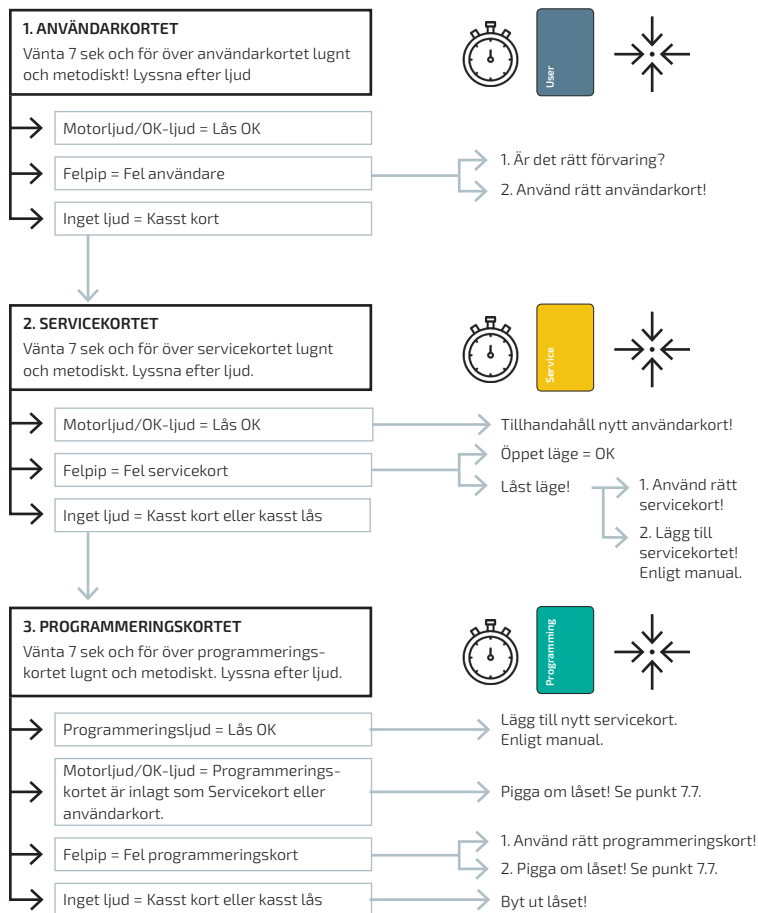 1. ANVÄNDARKORTET
Vänta 7 sek och för över användarkortet lugnt
och metodiskt! Lyssna efter ljud
User
Motorljud/OK-ljud = Lås OK
Felpip = Fel användare
1. Är det rätt förvaring?
2. Använd rätt användarkort!
Inget ljud = Kasst kort
2. SERVICEKORTET
Vänta 7 sek och för över servicekortet lugnt
och metodiskt. Lyssna efter ljud.
Service
Motorljud/OK-ljud = Lås OK
Tillhandahåll nytt användarkort!
Felpip = Fel servicekort
Öppet läge = OK
Låst läge!
1. Använd rätt
servicekort!
2. Lägg till
servicekortet!
Enligt manual.
Inget ljud = Kasst kort eller kasst lås
3. PROGRAMMERINGSKORTET
Vänta 7 sek och för över programmerings-
kortet lugnt och metodiskt. Lyssna efter ljud.
Programming
Programmeringsljud = Lås OK
Lägg till nytt servicekort.
Enligt manual.
Motorljud/OK-ljud = Programmerings-
kortet är inlagt som Servicekort eller
användarkort.
Pigga om låset! Se punkt 7.7.
Felpip = Fel programmeringskort
1. Använd rätt programmeringskort!
2. Pigga om låset! Se punkt 7.7.
Inget ljud = Kasst kort eller kasst lås
Byt ut låset!